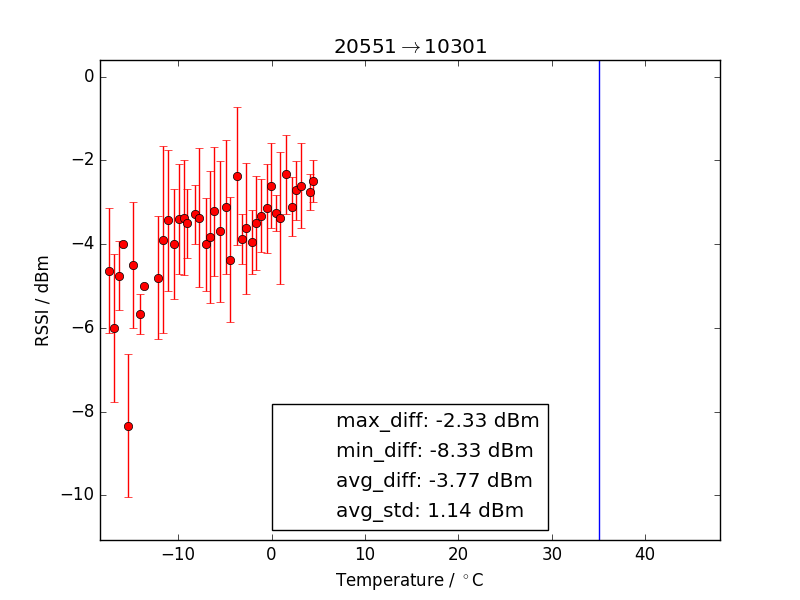 20551→10301
0
−2
−4
−6
−8
−10
RSSI / dBm
max_diff: -2.33 dBm
min_diff: -8.33 dBm
avg_diff: -3.77 dBm
avg_std: 1.14 dBm
−10 0 10 20 30 40
Temperature / °C